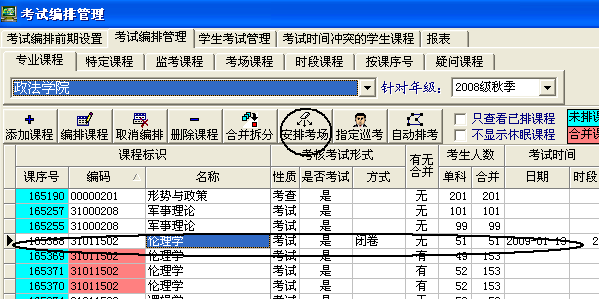 考试编排管理
考试编排前期设置 考试编排管理 学生考试管理 考试时间冲突的学生课程 报表
专业课程 特定课程 监考课程 考场课程 时段课程 按课序号 疑问课程
政法学院 针对年级: 2008级秋季
添加课程 编排课程 取消编排 删除课程 合并拆分 安排考场 指定巡考 自动排考 只查看已排课程 未排课
不显示休眠课程 合并课
课程标识 考核考试形式 有无合并 考生人数 考试时间
课序号 编码 名称 性质 是否考试 方式 单科 合并 日期 时段
165190 00000201 形势与政策 考查 是 无 201 201
165257 31000208 军事理论 考试 是 无 101 101
165255 31000208 军事理论 考试 是 无 99 99
165368 31011502 伦理学 考试 是 闭卷 无 51 51 2009-01-13 2
165369 31011502 伦理学 考试 是 有 49 153
165371 31011502 伦理学 考试 是 有 52 153
165370 31011502 伦理学 考试 是 有 52 153